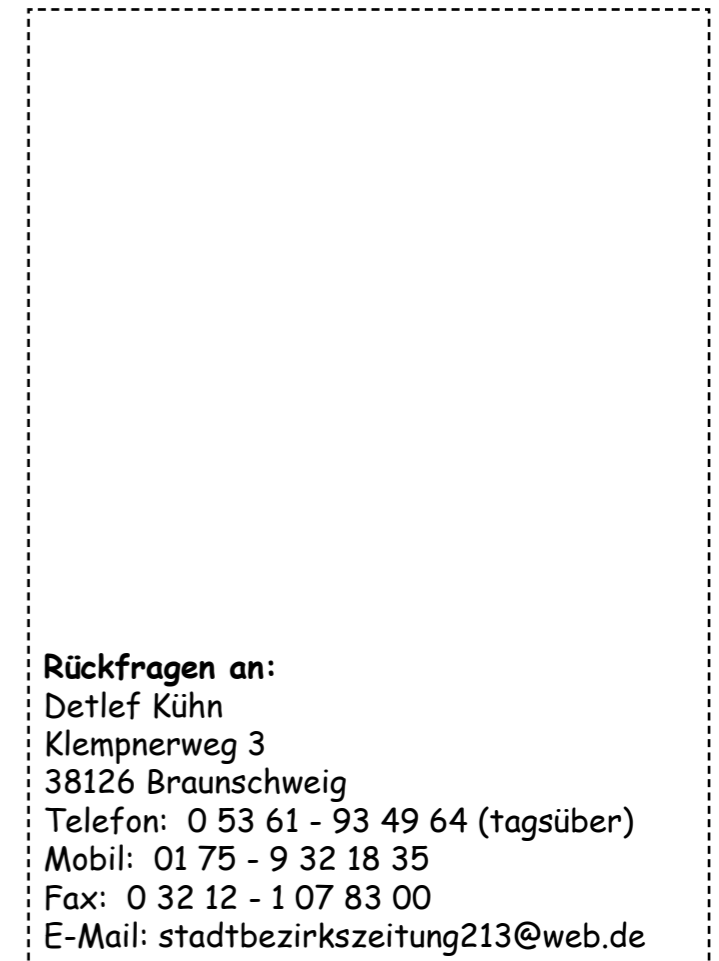 Rückfragen an:
Detlef Kühn
Klempnerweg 3
38126 Braunschweig
Telefon:  0 53 61 - 93 49 64 (tagsüber)
Mobil:  01 75 - 9 32 18 35
Fax:  0 32 12 - 1 07 83 00
E-Mail: stadtbezirkszeitung213@web.de